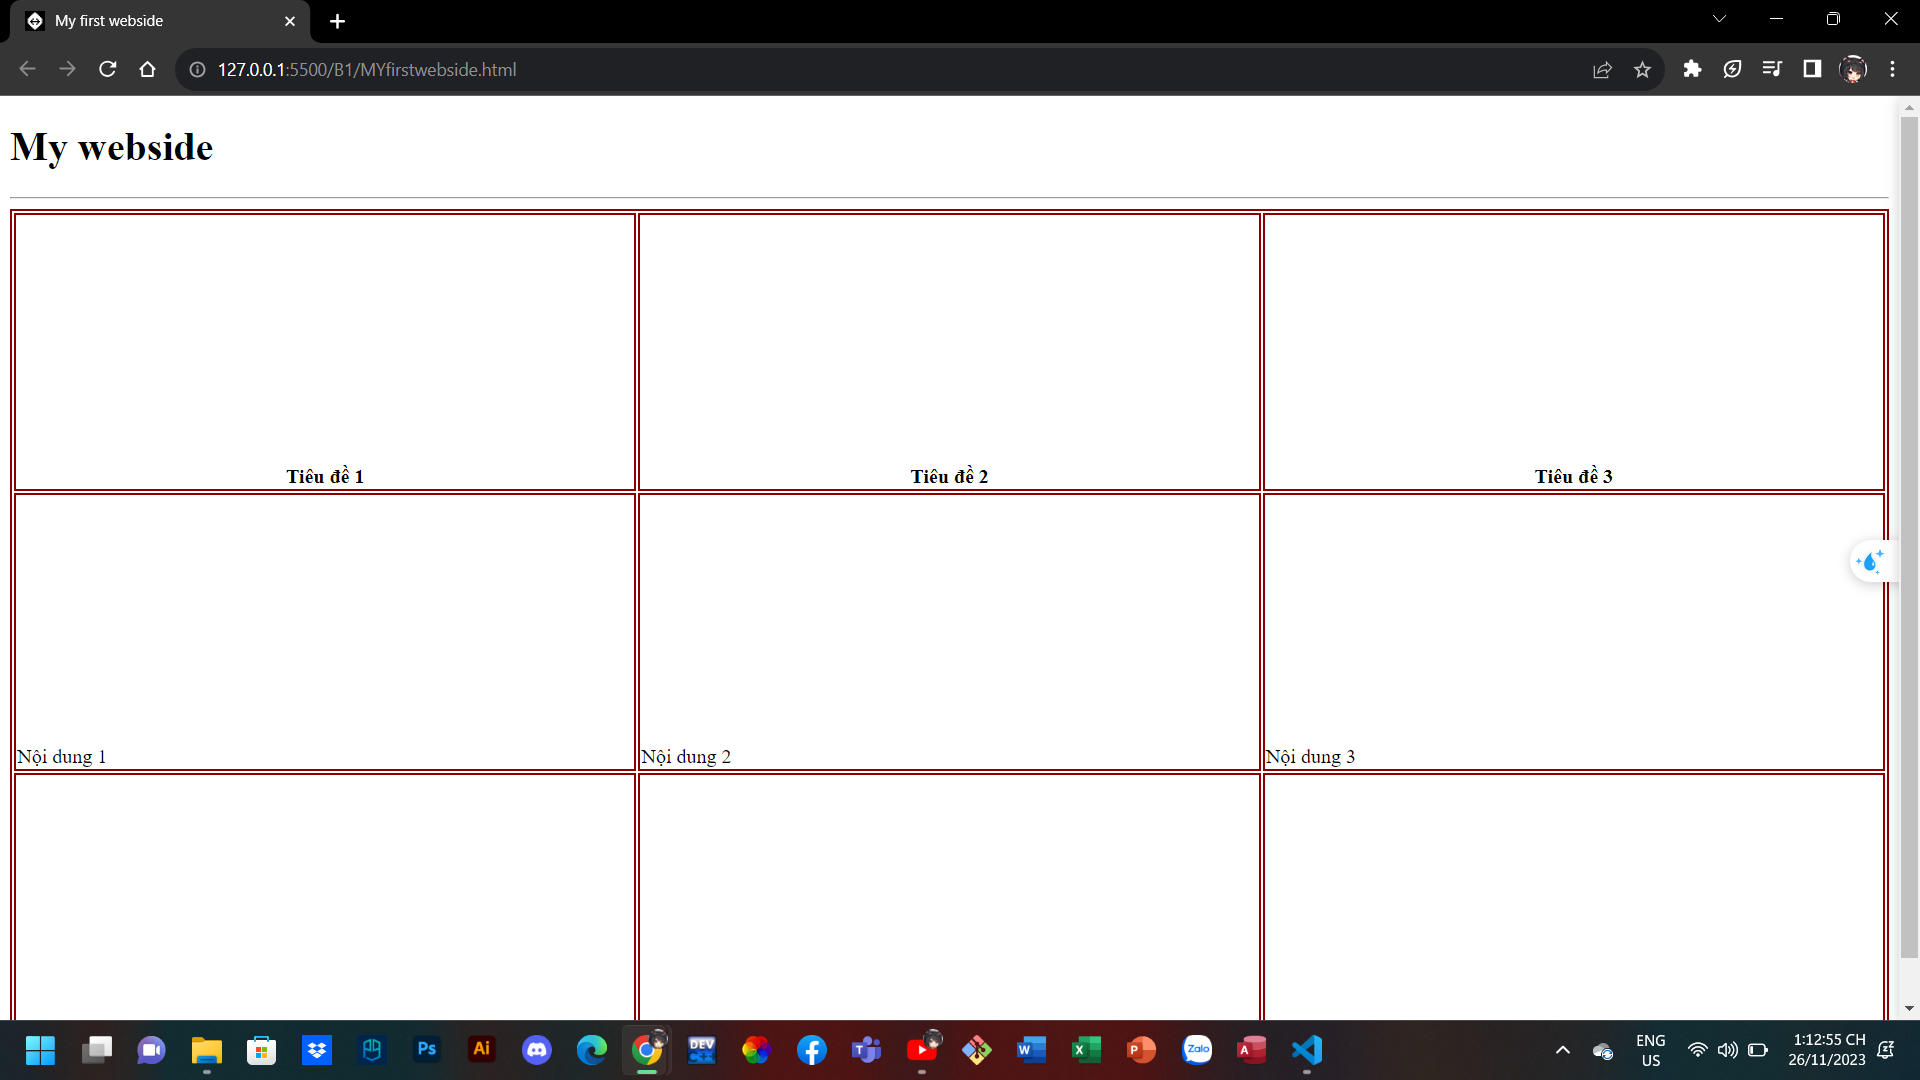 My first webside
127.0.0.1:5500/B1/MYfirstwebside.html
My webside
Tiêu đề 1
Tiêu đề 2
Tiêu đề 3
Nội dung 1
Nội dung 2
Nội dung 3
Ps
Ai
DEV
C++
T
W
X
P
Zalo
A
ENG
US
1:12:55 CH
26/11/2023